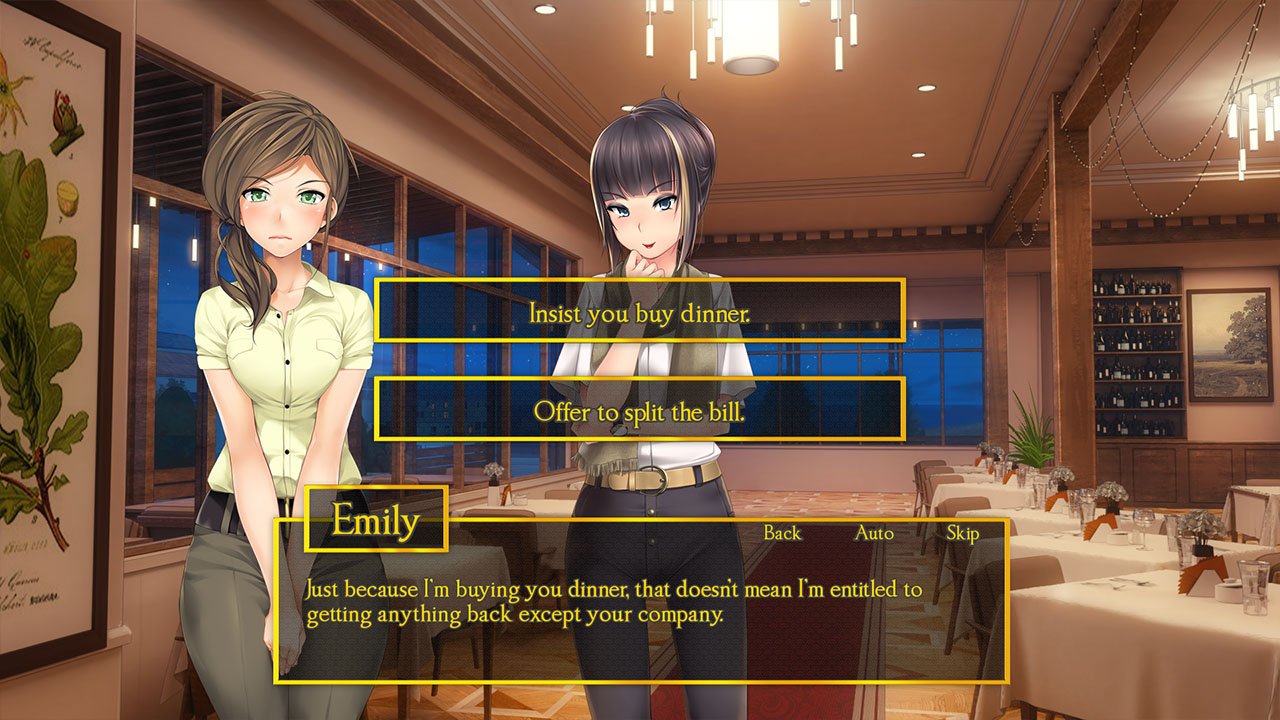 Insist you buy dinner.
Offer to split the bill.
Emily
Back
Auto
Skip
Just because I'm buying you dinner, that doesn't mean I'm entitled to
getting anything back except your company.